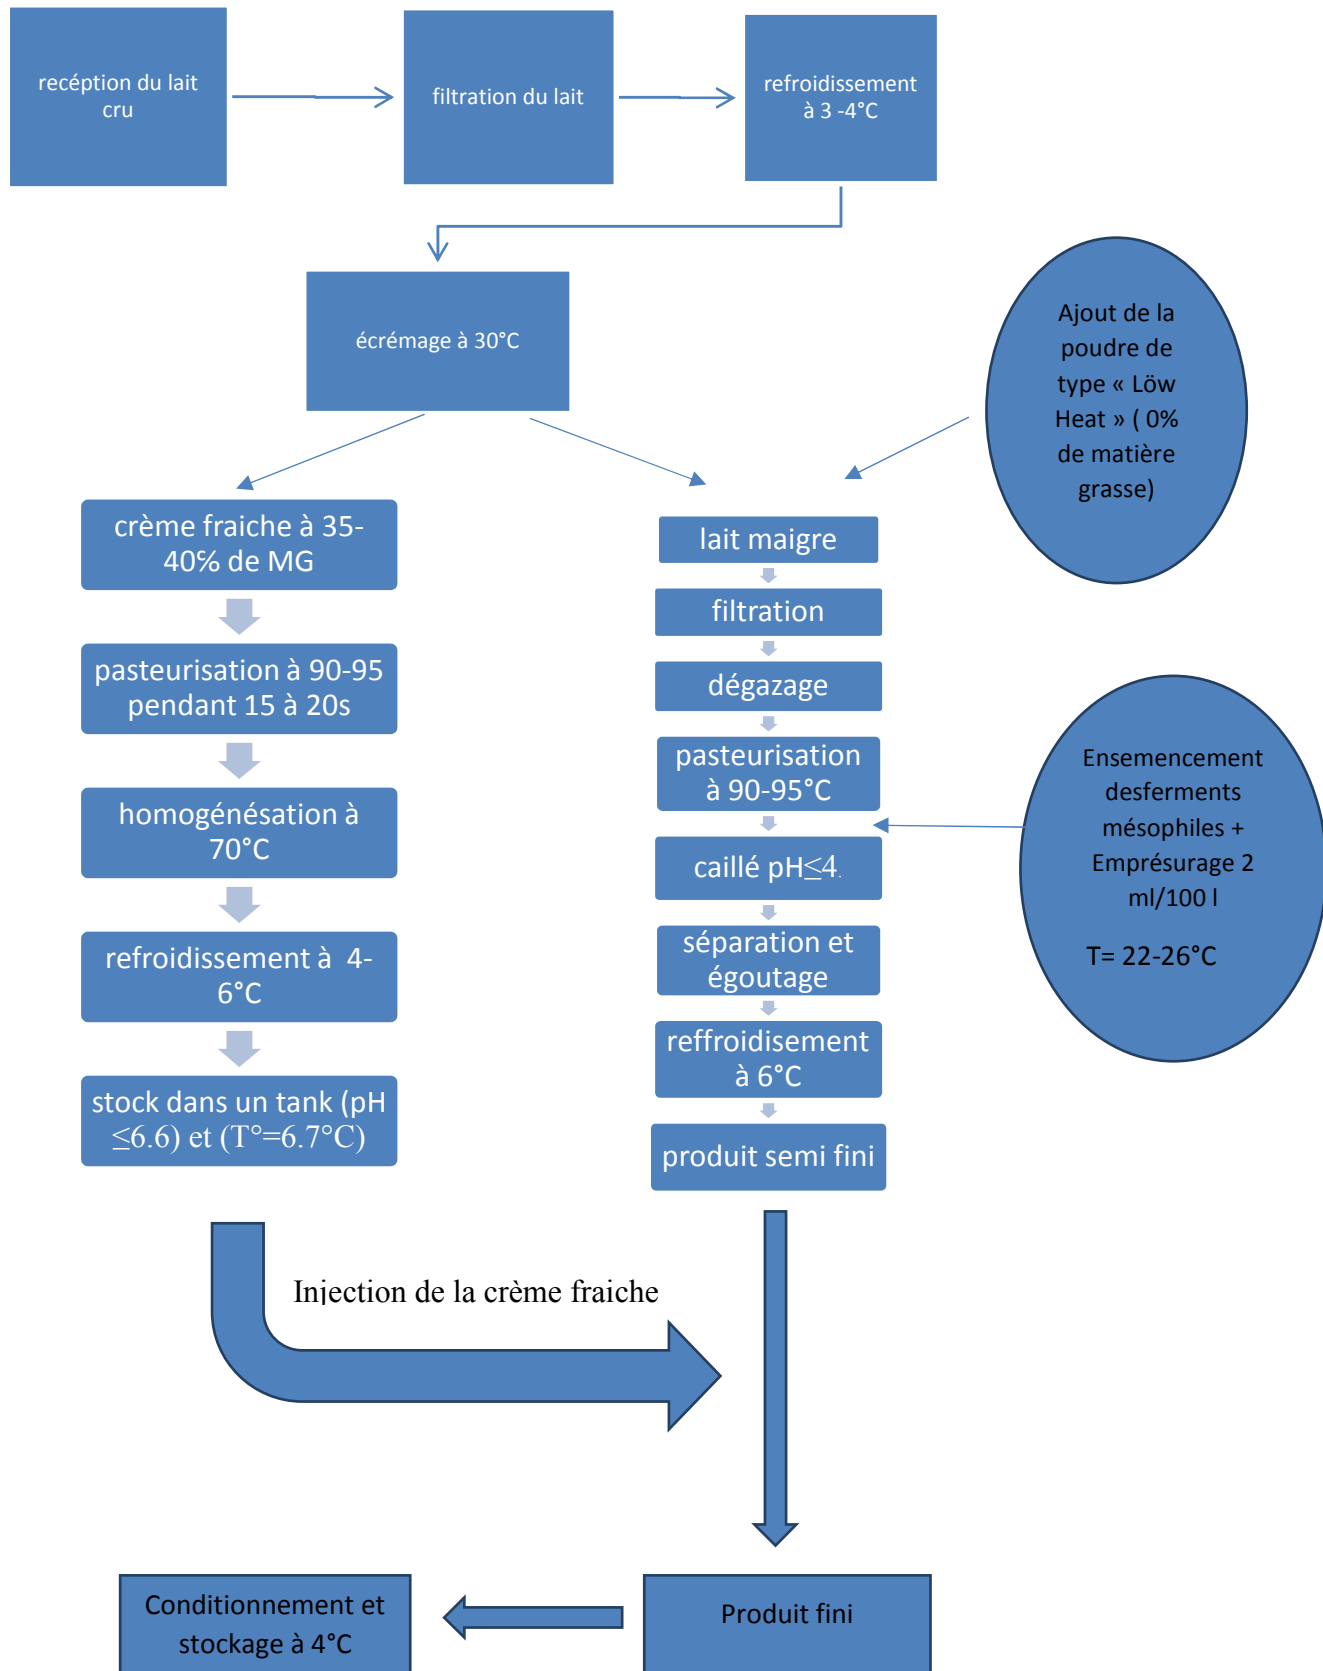 recéption du lait
cru
filtration du lait
refroidissement
à 3 -4°C
écrémage à 30°C
Ajout de la
poudre de
type « Löw
Heat » ( 0%
de matière
grasse)
crème fraiche à 35-
40% de MG
pasteurisation à 90-95
pendant 15 à 20s
homogénésation à
70°C
refroidissement à 4-
6°C
stock dans un tank (pH
≤6.6) et (T°=6.7°C)
lait maigre
filtration
dégazage
pasteurisation
à 90-95°C
caillé pH≤4.
séparation et
égoutage
reffroidisement
à 6°C
produit semi fini
Ensemencement
desferments
mésophiles +
Emprésurage 2
ml/100 l
T= 22-26°C
Injection de la crème fraiche
Produit fini
Conditionnement et
stockage à 4°C